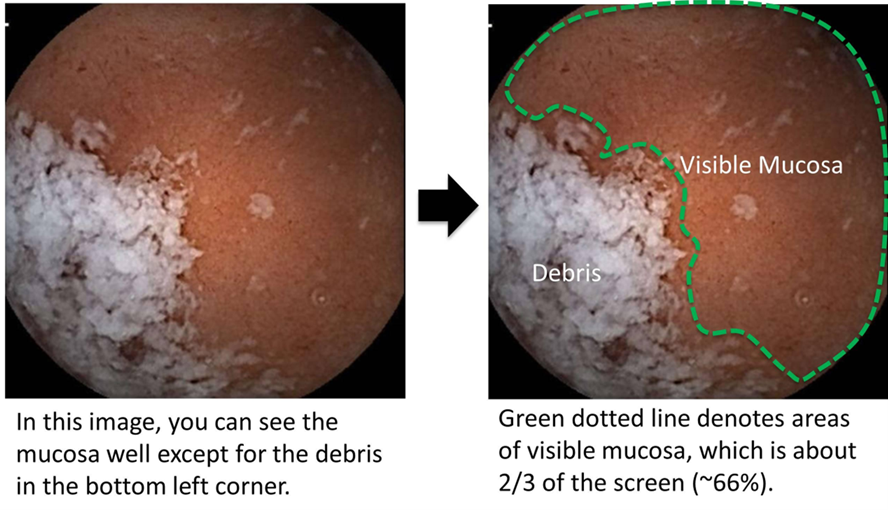 Visible Mucosa
Debris
In this image, you can see the
mucosa well except for the debris
in the bottom left corner.
Green dotted line denotes areas
of visible mucosa, which is about
2/3 of the screen (~66%).